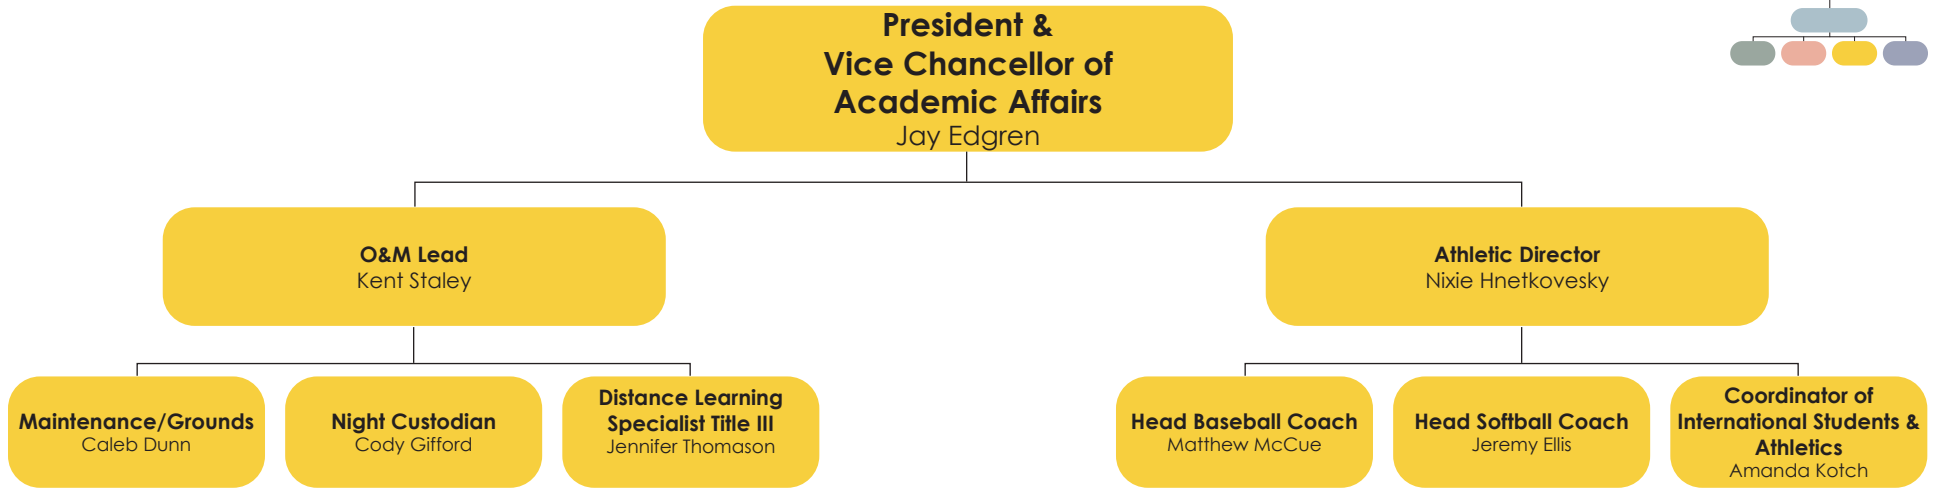 President &
Vice Chancellor of
Academic Affairs
Jay Edgren
O&M Lead
Kent Staley
Athletic Director
Nixie Hnetkovesky
Maintenance/Grounds
Caleb Dunn
Night Custodian
Cody Gifford
Distance Learning
Specialist Title III
Jennifer Thomason
Head Baseball Coach
Matthew McCue
Head Softball Coach
Jeremy Ellis
Coordinator of
International Students &
Athletics
Amanda Kotch